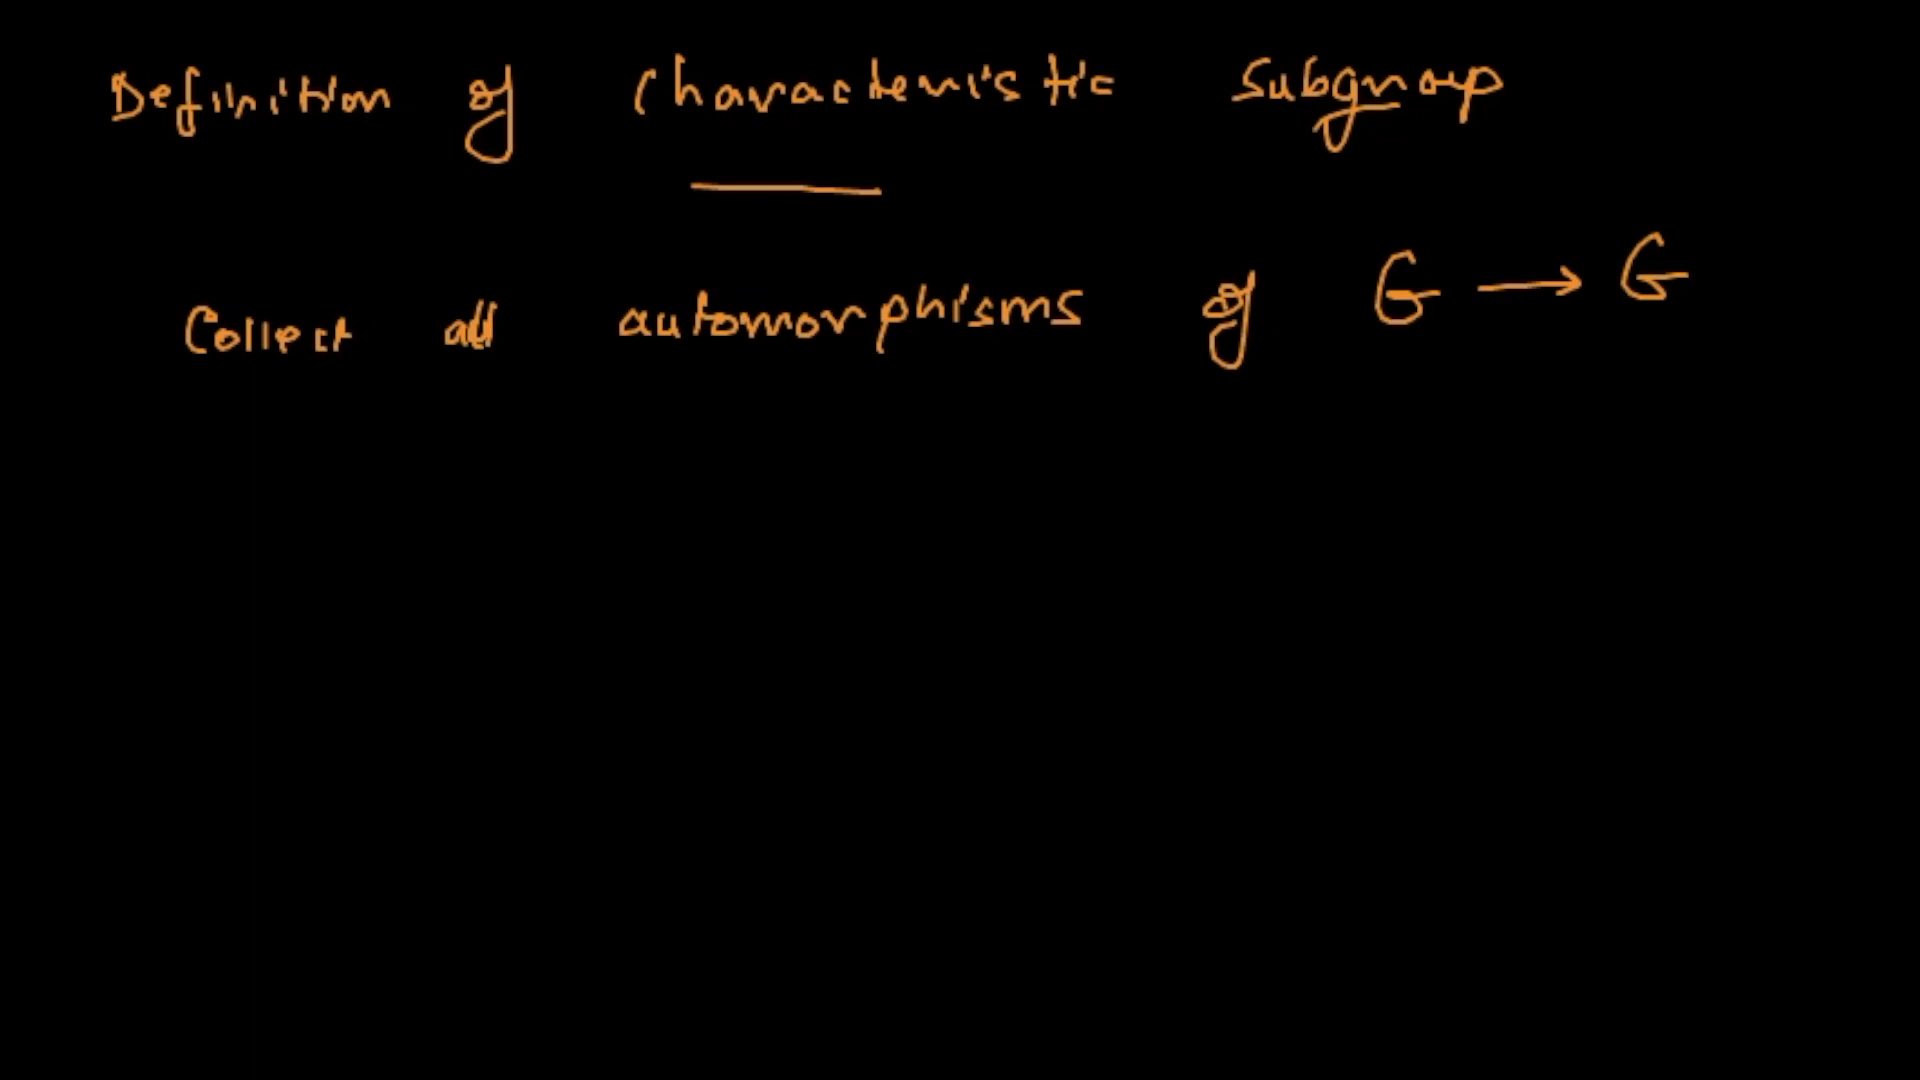 Definition of characteristic Subgroup
Collect all automorphisms of G → G